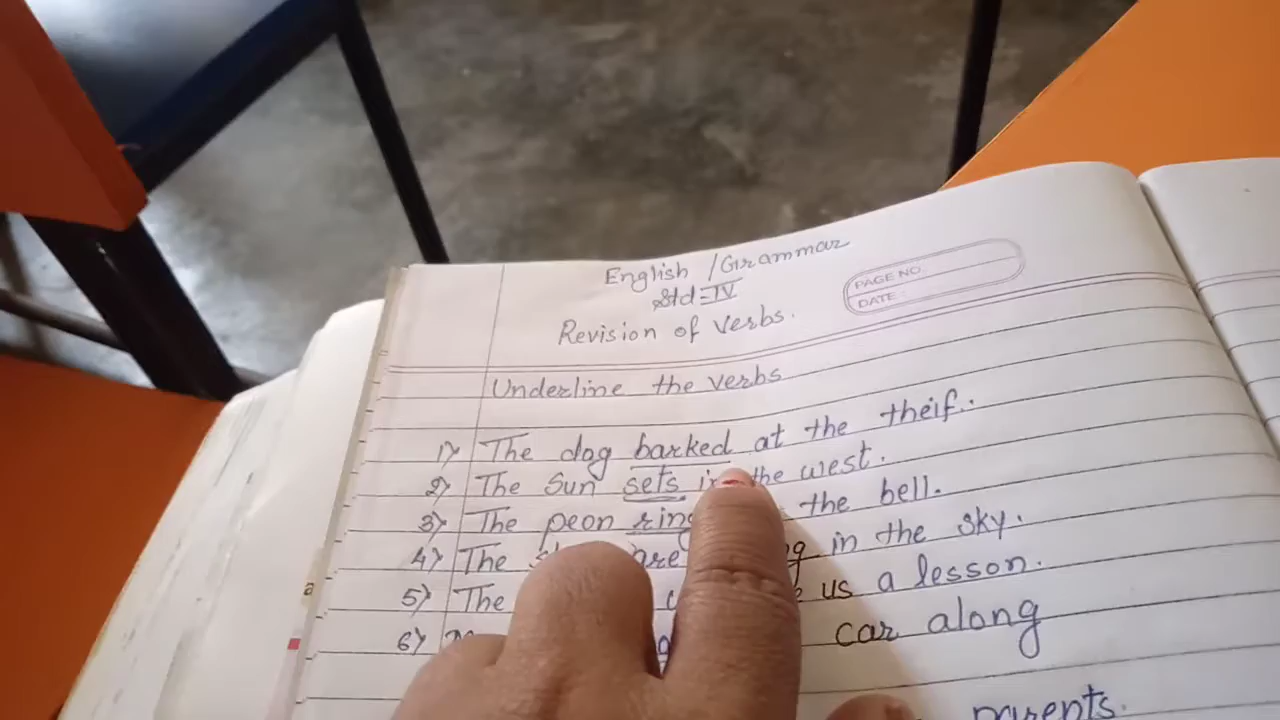 English / Grammar
Std = IV
PAGE NO.
DATE :
Revision of verbs.
Underline the verbs
1) The dog barked at the theif.
2) The Sun sets in the west.
3) The peon the bell.
4) The are in the sky.
5) The us a lesson.
6) car along
parents.